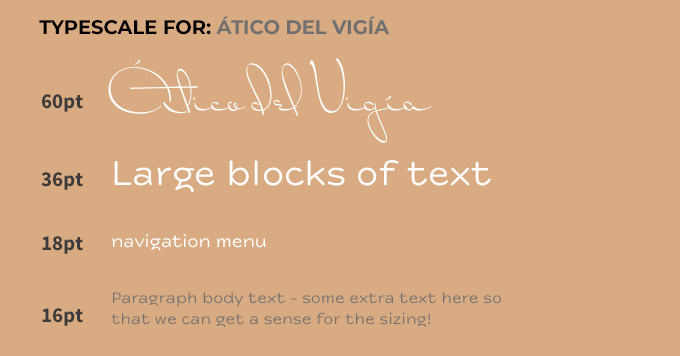 TYPESCALE FOR: ÁTICO DEL VIGÍA
60pt Ático del Vigía
36pt Large blocks of text
18pt navigation menu
16pt Paragraph body text - some extra text here so
that we can get a sense for the sizing!